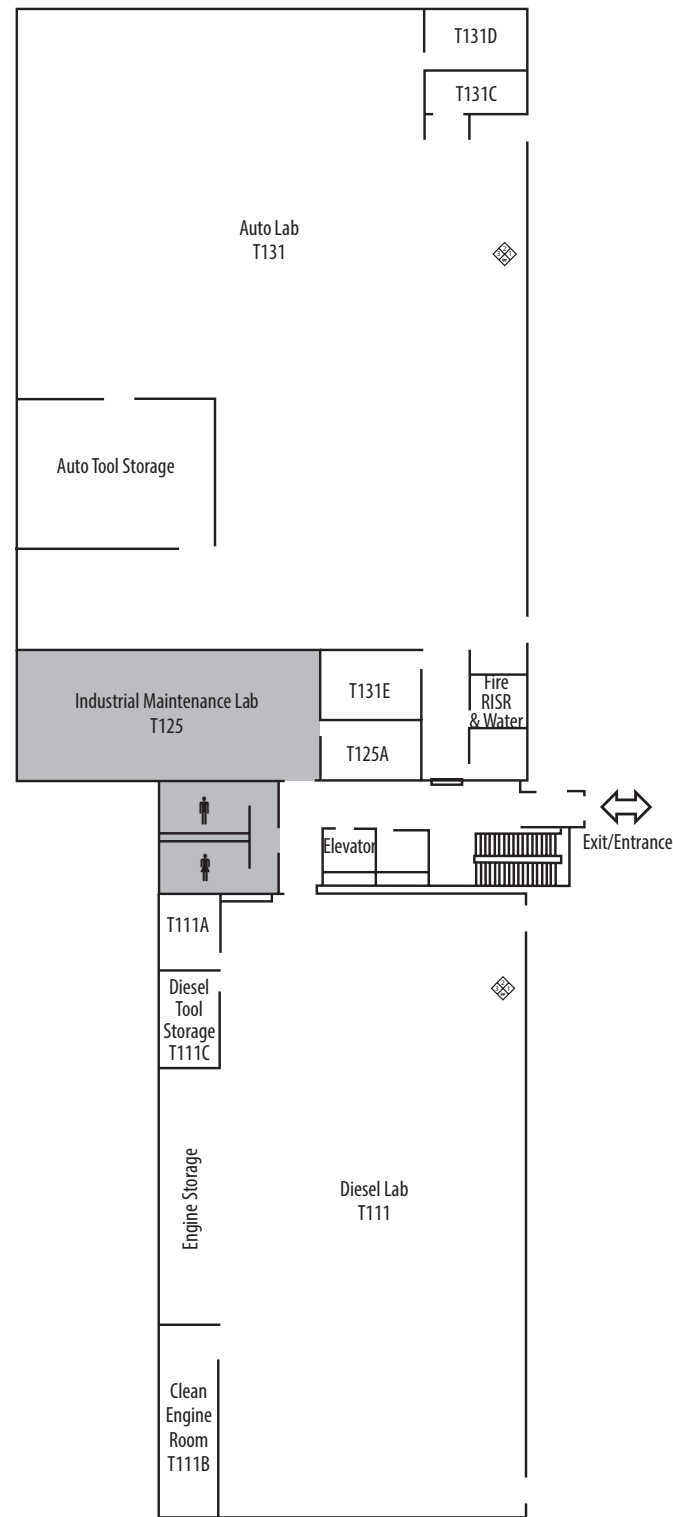 T131D
T131C
Auto Lab
T131
Auto Tool Storage
Industrial Maintenance Lab
T125
T131E
T125A
Fire
RISR
& Water
Elevator
Exit/Entrance
T111A
Diesel
Tool
Storage
T111C
Engine Storage
Diesel Lab
T111
Clean
Engine
Room
T111B